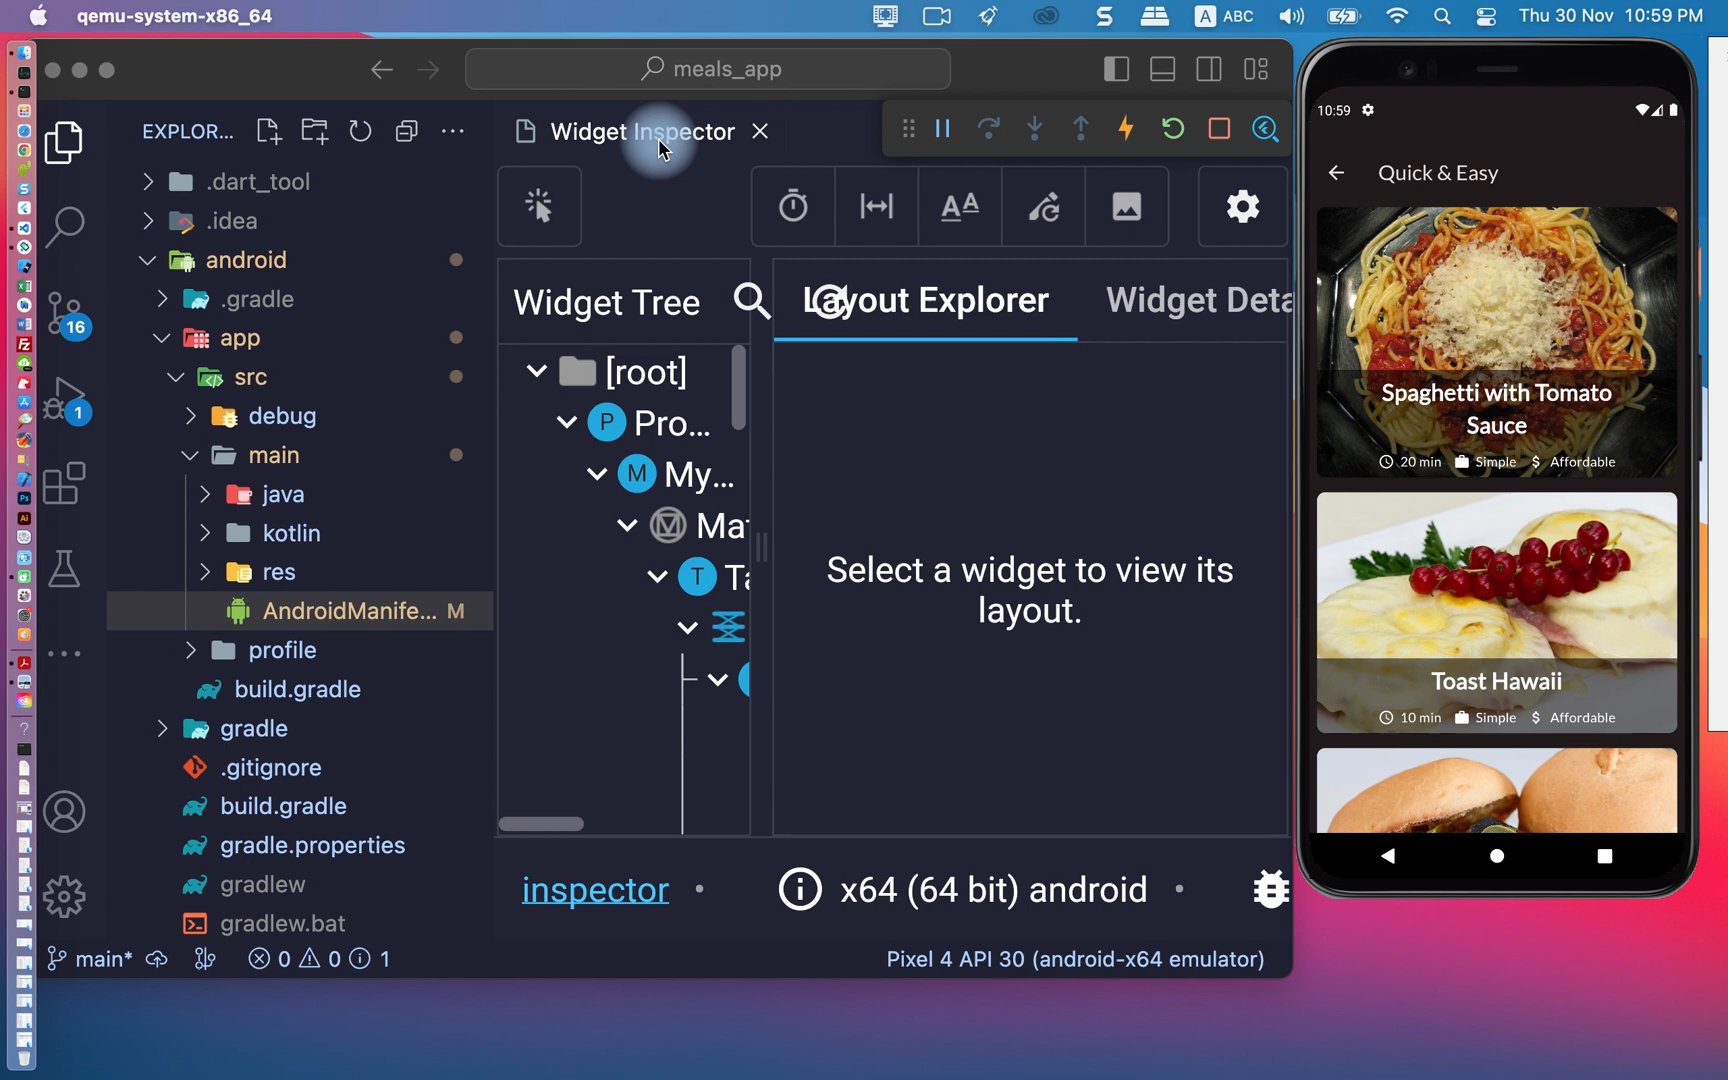 qemu-system-x86_64
A ABC
Thu 30 Nov 10:59 PM
meals_app
EXPLOR...
Widget Inspector
.dart_tool
.idea
android
.gradle
app
src
debug
main
java
kotlin
res
AndroidManife... M
profile
build.gradle
gradle
.gitignore
build.gradle
gradle.properties
gradlew
gradlew.bat
16
1
Widget Tree
Layout Explorer
Widget Deta
[root]
P Pro...
M My...
Ma
T Ta
Select a widget to view its
layout.
inspector • x64 (64 bit) android •
main* 0 0 1
Pixel 4 API 30 (android-x64 emulator)
10:59
Quick & Easy
Spaghetti with Tomato
Sauce
20 min Simple $ Affordable
Toast Hawaii
10 min Simple $ Affordable